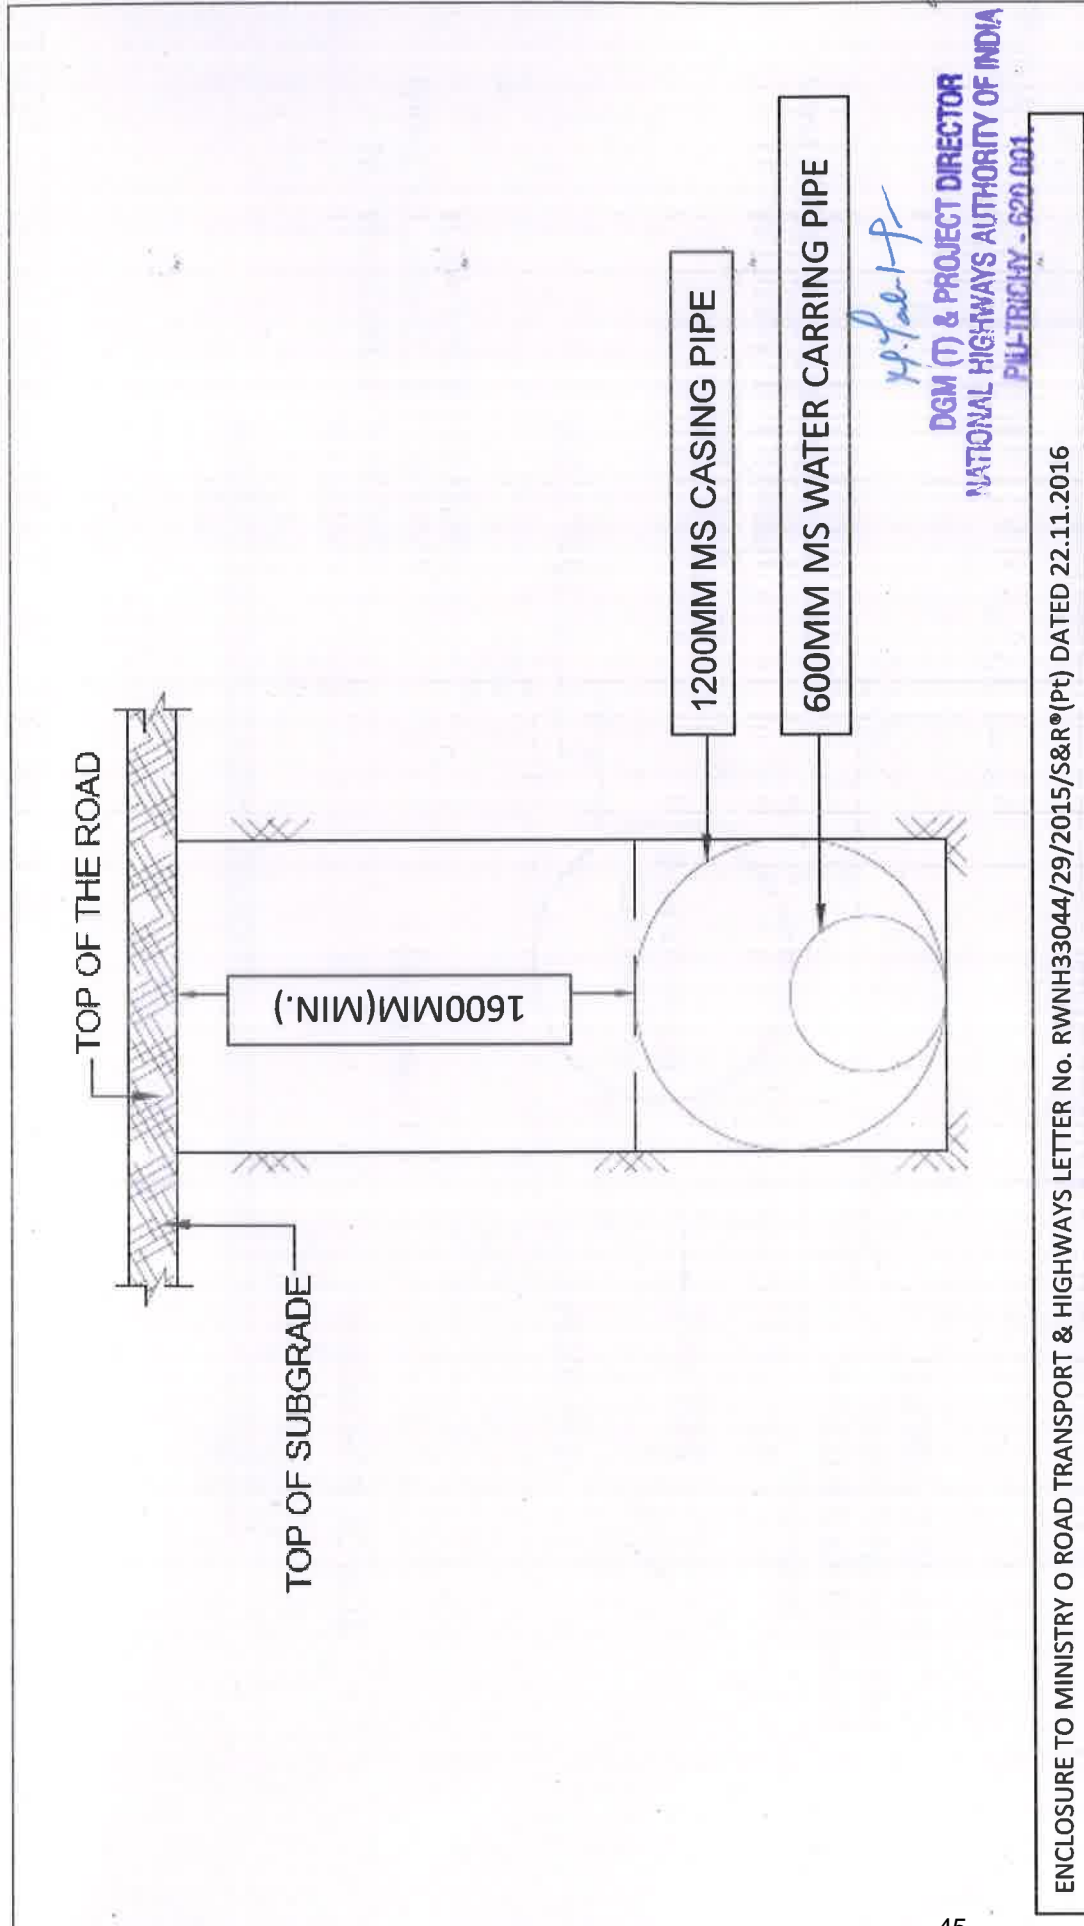 TOP OF THE ROAD
TOP OF SUBGRADE
1600MM(MIN.)
1200MM MS CASING PIPE
600MM MS WATER CARRING PIPE
DGM (T) & PROJECT DIRECTOR
NATIONAL HIGHWAYS AUTHORITY OF INDIA
PIU-TRICHY - 620 001.
ENCLOSURE TO MINISTRY O ROAD TRANSPORT & HIGHWAYS LETTER No. RWNH33044/29/2015/S&R®(Pt) DATED 22.11.2016
45